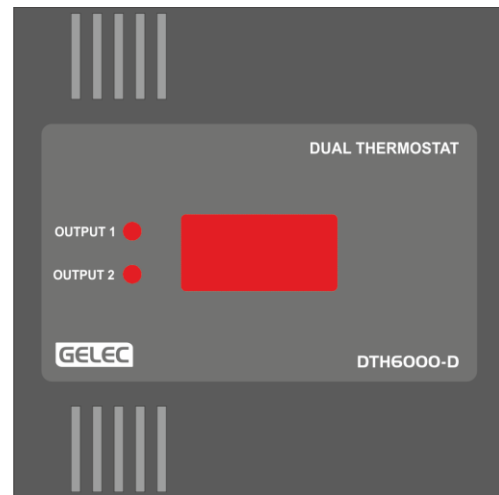 DUAL THERMOSTAT
OUTPUT 1
OUTPUT 2
GELEC
DTH6000-D